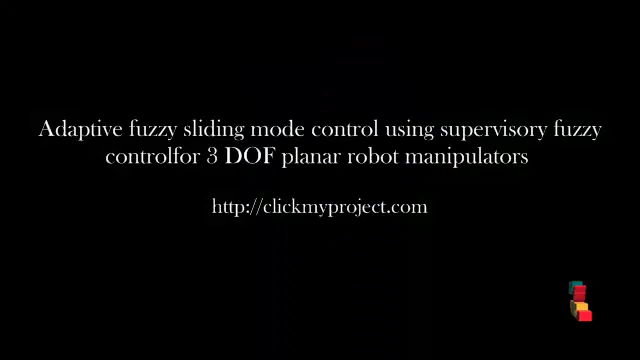 Adaptive fuzzy sliding mode control using supervisory fuzzy
controlfor 3 DOF planar robot manipulators
http://clickmyproject.com